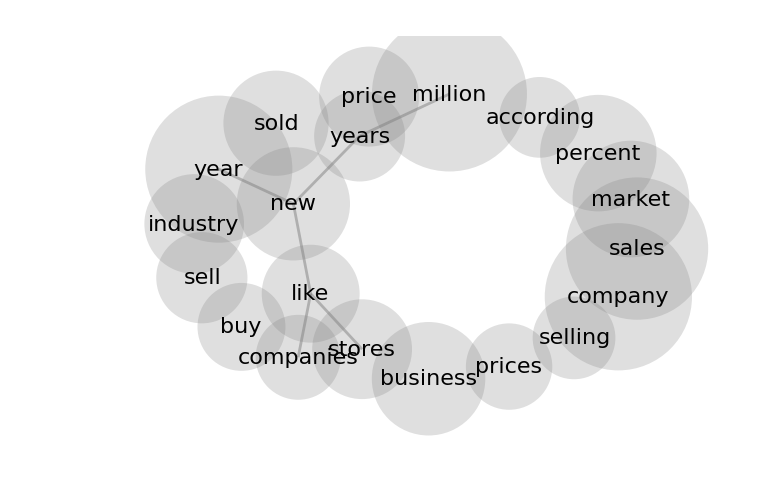 million
price
according
sold
years
percent
year
market
new
industry
sales
sell
like
company
buy
selling
stores
companies
prices
business